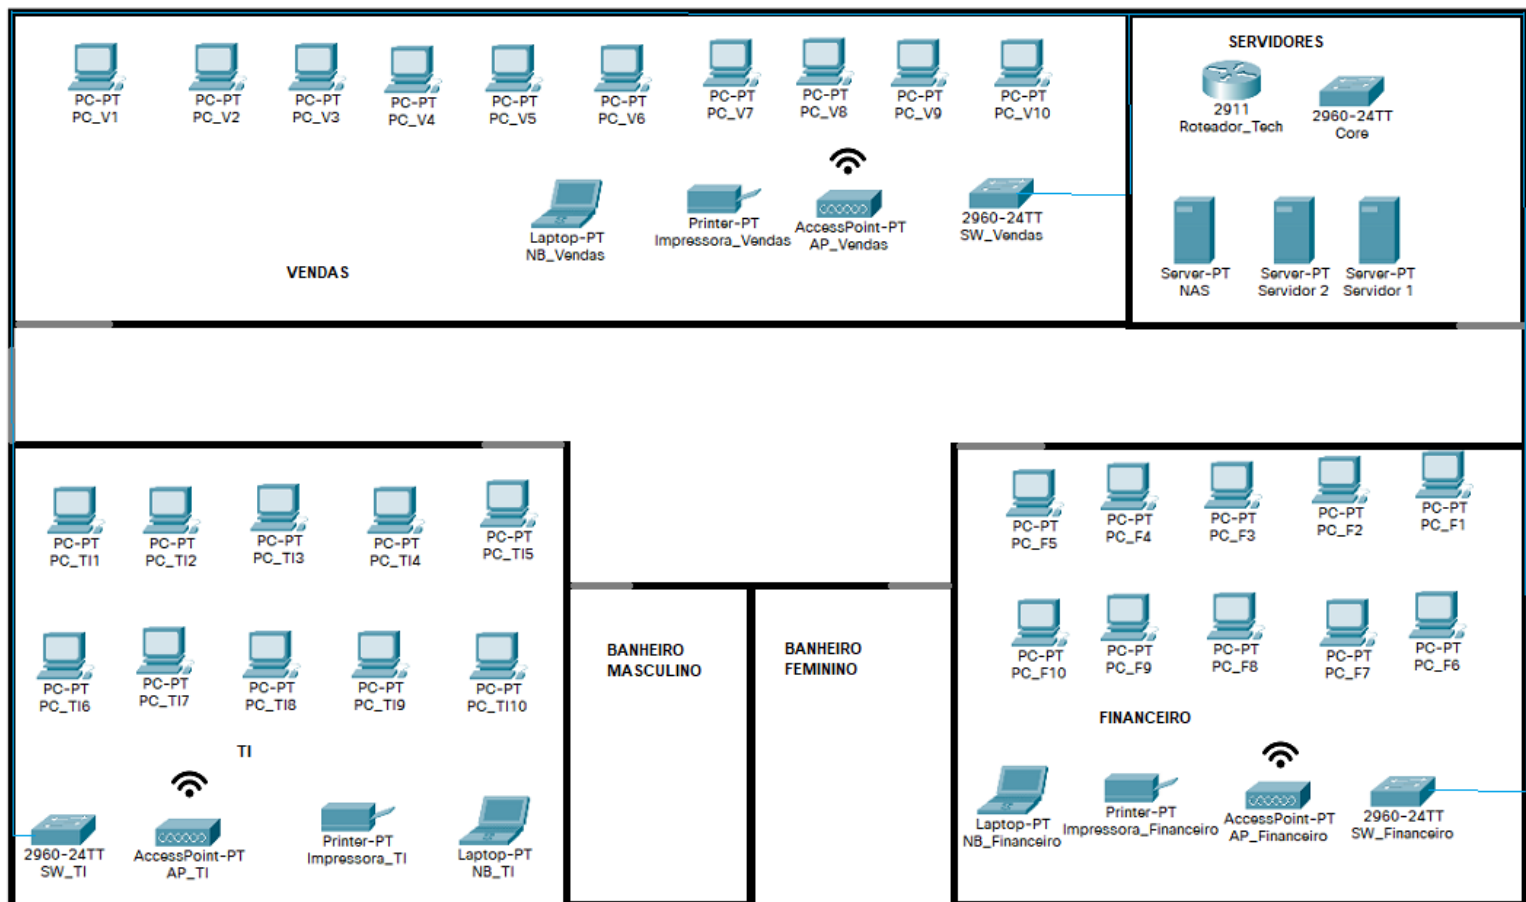 SERVIDORES
PC-PT
PC_V1
PC-PT
PC_V2
PC-PT
PC_V3
PC-PT
PC_V4
PC-PT
PC_V5
PC-PT
PC_V6
PC-PT
PC_V7
PC-PT
PC_V8
PC-PT
PC_V9
PC-PT
PC_V10
2911
Roteador_Tech
2960-24TT
Core
Laptop-PT
NB_Vendas
Printer-PT
Impressora_Vendas
AccessPoint-PT
AP_Vendas
2960-24TT
SW_Vendas
VENDAS
Server-PT
NAS
Server-PT
Servidor 2
Server-PT
Servidor 1
PC-PT
PC_TI1
PC-PT
PC_TI2
PC-PT
PC_TI3
PC-PT
PC_TI4
PC-PT
PC_TI5
PC-PT
PC_TI6
PC-PT
PC_TI7
PC-PT
PC_TI8
PC-PT
PC_TI9
PC-PT
PC_TI10
TI
2960-24TT
SW_TI
AccessPoint-PT
AP_TI
Printer-PT
Impressora_TI
Laptop-PT
NB_TI
BANHEIRO
MASCULINO
BANHEIRO
FEMININO
PC-PT
PC_F5
PC-PT
PC_F4
PC-PT
PC_F3
PC-PT
PC_F2
PC-PT
PC_F1
PC-PT
PC_F10
PC-PT
PC_F9
PC-PT
PC_F8
PC-PT
PC_F7
PC-PT
PC_F6
FINANCEIRO
Laptop-PT
NB_Financeiro
Printer-PT
Impressora_Financeiro
AccessPoint-PT
AP_Financeiro
2960-24TT
SW_Financeiro